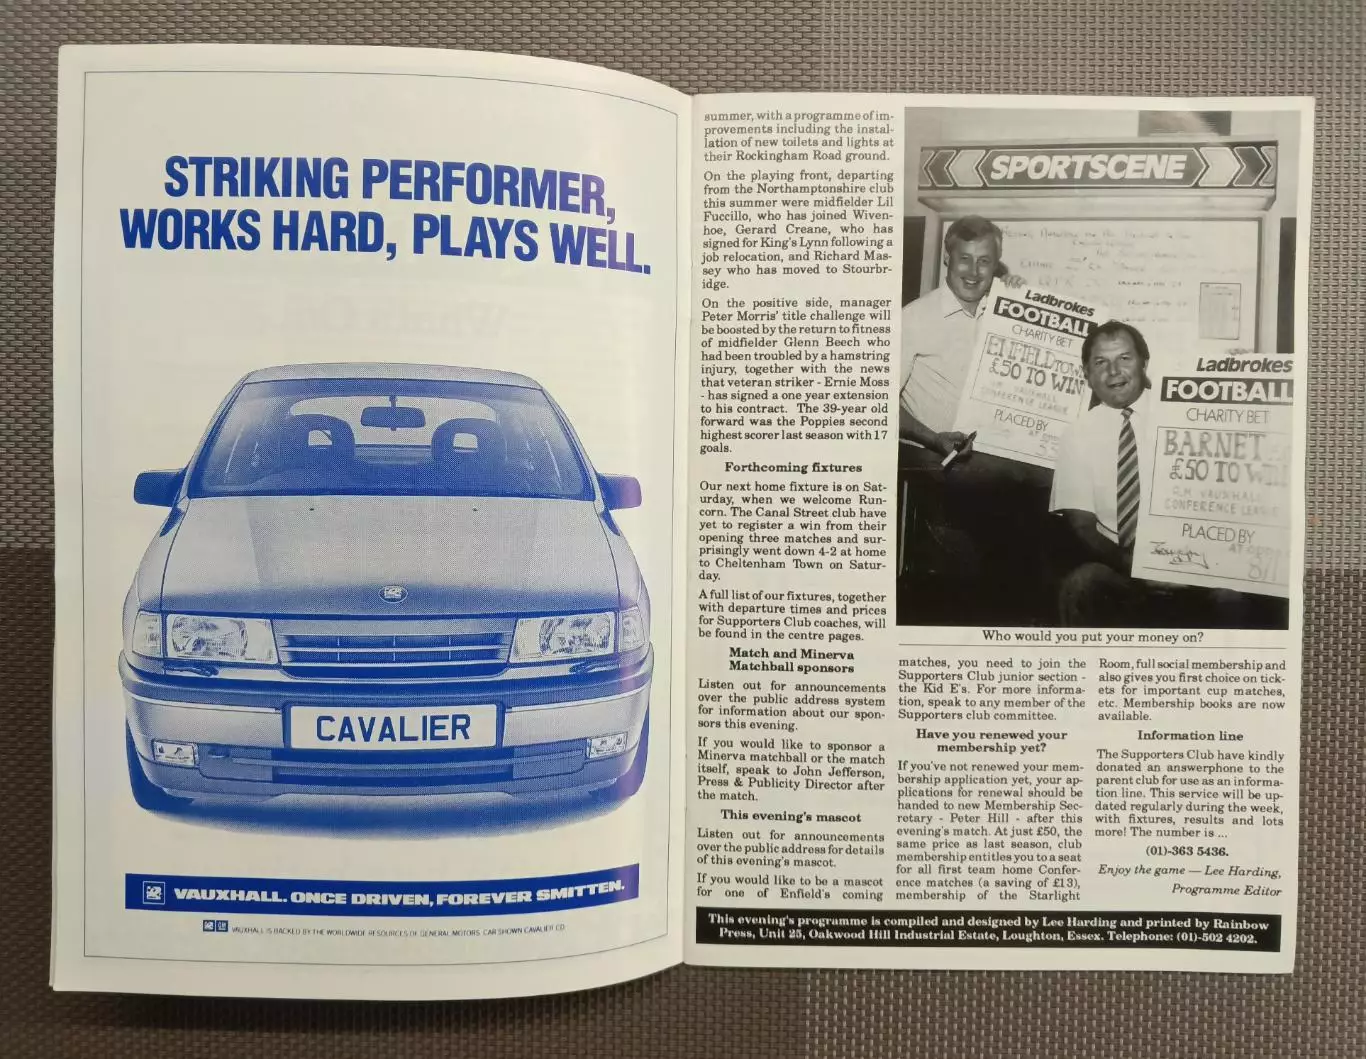 STRIKING PERFORMER,
WORKS HARD, PLAYS WELL.
CAVALIER
VAUXHALL. ONCE DRIVEN, FOREVER SMITTEN.
VAUXHALL IS BACKED BY THE WORLDWIDE RESOURCES OF GENERAL MOTORS. CAR SHOWN CAVALIER CD
summer, with a programme of im-
provements including the instal-
lation of new toilets and lights at
their Rockingham Road ground.
On the playing front, departing
from the Northamptonshire club
this summer were midfielder Lil
Fuccillo, who has joined Wiven-
hoe, Gerard Creane, who has
signed for King's Lynn following a
job relocation, and Richard Mas-
sey who has moved to Stourbr-
idge.
On the positive side, manager
Peter Morris' title challenge will
be boosted by the return to fitness
of midfielder Glenn Beech who
had been troubled by a hamstring
injury, together with the news
that veteran striker - Ernie Moss
- has signed a one year extension
to his contract. The 39-year old
forward was the Poppies second
highest scorer last season with 17
goals.
Forthcoming fixtures
Our next home fixture is on Sat-
urday, when we welcome Run-
corn. The Canal Street club have
yet to register a win from their
opening three matches and sur-
prisingly went down 4-2 at home
to Cheltenham Town on Satur-
day.
A full list of our fixtures, together
with departure times and prices
for Supporters Club coaches, will
be found in the centre pages.
Match and Minerva
Matchball sponsors
Listen out for announcements
over the public address system
for information about our spon-
sors this evening.
If you would like to sponsor a
Minerva matchball or the match
itself, speak to John Jefferson,
Press & Publicity Director after
the match.
This evening's mascot
Listen out for announcements
over the public address for details
of this evening's mascot.
If you would like to be a mascot
for one of Enfield's coming
SPORTSCENE
Ladbrokes
FOOTBALL
CHARITY BET
ENFIELD TOWN
£50 TO WIN
VAUXHALL
CONFERENCE LEAGUE
PLACED BY
Ladbrokes
FOOTBALL
CHARITY BET
BARNET
£50 TO WIN
VAUXHALL
CONFERENCE LEAGUE
PLACED BY
Who would you put your money on?
matches, you need to join the
Supporters Club junior section -
the Kid E's. For more informa-
tion, speak to any member of the
Supporters club committee.
Have you renewed your
membership yet?
If you've not renewed your mem-
bership application yet, your ap-
plications for renewal should be
handed to new Membership Sec-
retary - Peter Hill - after this
evening's match. At just £50, the
same price as last season, club
membership entitles you to a seat
for all first team home Confer-
ence matches (a saving of £13),
membership of the Starlight
Room, full social membership and
also gives you first choice on tick-
ets for important cup matches,
etc. Membership books are now
available.
Information line
The Supporters Club have kindly
donated an answerphone to the
parent club for use as an informa-
tion line. This service will be up-
dated regularly during the week,
with fixtures, results and lots
more! The number is ...
(01)-363 5436.
Enjoy the game — Lee Harding,
Programme Editor
This evening's programme is compiled and designed by Lee Harding and printed by Rainbow
Press, Unit 25, Oakwood Hill Industrial Estate, Loughton, Essex. Telephone: (01)-502 4202.